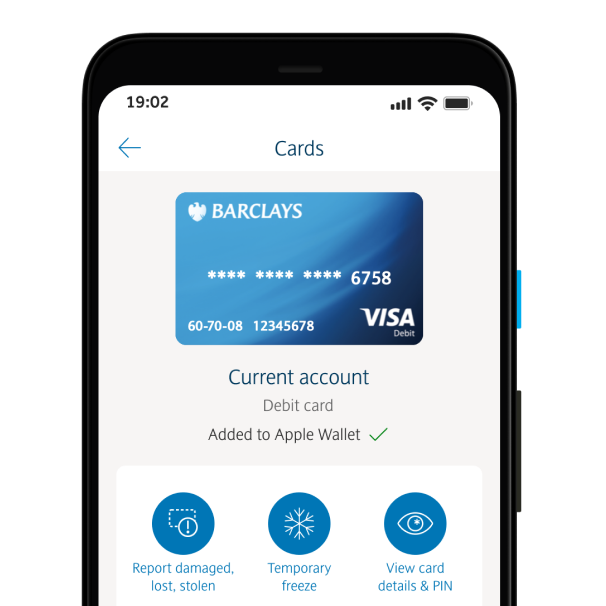 19:02
Cards
BARCLAYS
**** **** **** 6758
60-70-08 12345678
VISA
Debit
Current account
Debit card
Added to Apple Wallet
Report damaged,
lost, stolen
Temporary
freeze
View card
details & PIN